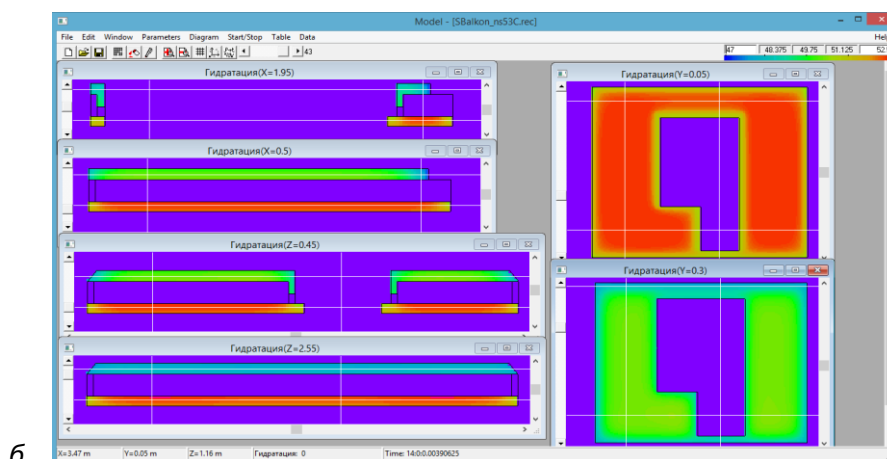 Model - [SBalkon_ns53C.rec]
File Edit Window Parameters Diagram Start/Stop Table Data
43
47 48.375 49.75 51.125
Гидратация(X=1.95)
Гидратация(X=0.5)
Гидратация(Z=0.45)
Гидратация(Z=2.55)
Гидратация(Y=0.05)
Гидратация(Y=0.3)
X=3.47 m Y=0.05 m Z=1.16 m Гидратация: 0 Time: 14:0:0.00390625
б